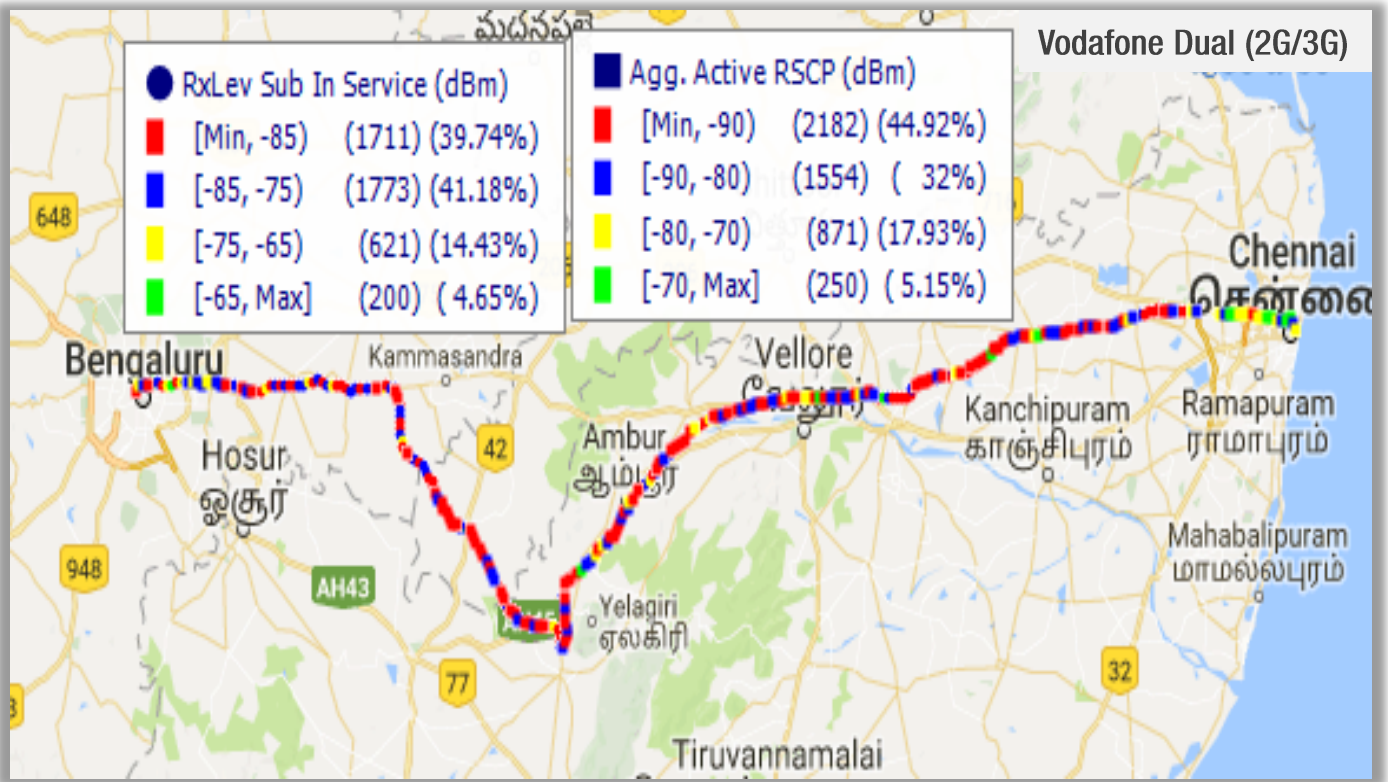 மதனபல்லி
Vodafone Dual (2G/3G)
RxLev Sub In Service (dBm)
[Min, -85) (1711) (39.74%)
[-85, -75) (1773) (41.18%)
[-75, -65) (621) (14.43%)
[-65, Max] (200) ( 4.65%)
Agg. Active RSCP (dBm)
[Min, -90) (2182) (44.92%)
[-90, -80) (1554) ( 32%)
[-80, -70) (871) (17.93%)
[-70, Max] (250) ( 5.15%)
648
Chennai
சென்னை
Bengaluru
Kammasandra
Vellore
வேலூர்
Kanchipuram
காஞ்சிபுரம்
Ramapuram
ராமாபுரம்
Hosur
ஓசூர்
42
Ambur
ஆம்பூர்
Mahabalipuram
மாமல்லபுரம்
948
AH43
Yelagiri
ஏலகிரி
77
32
Tiruvannamalai